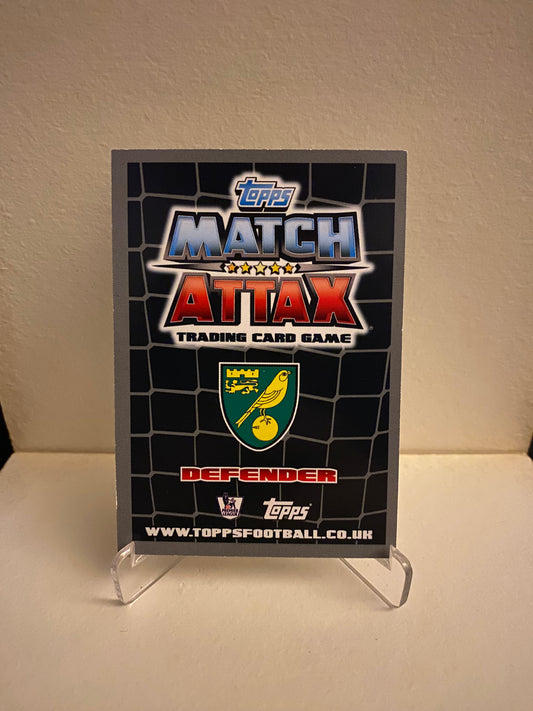 topps
MATCH
ATTAX
TRADING CARD GAME
DEFENDER
topps
WWW.TOPPSFOOTBALL.CO.UK